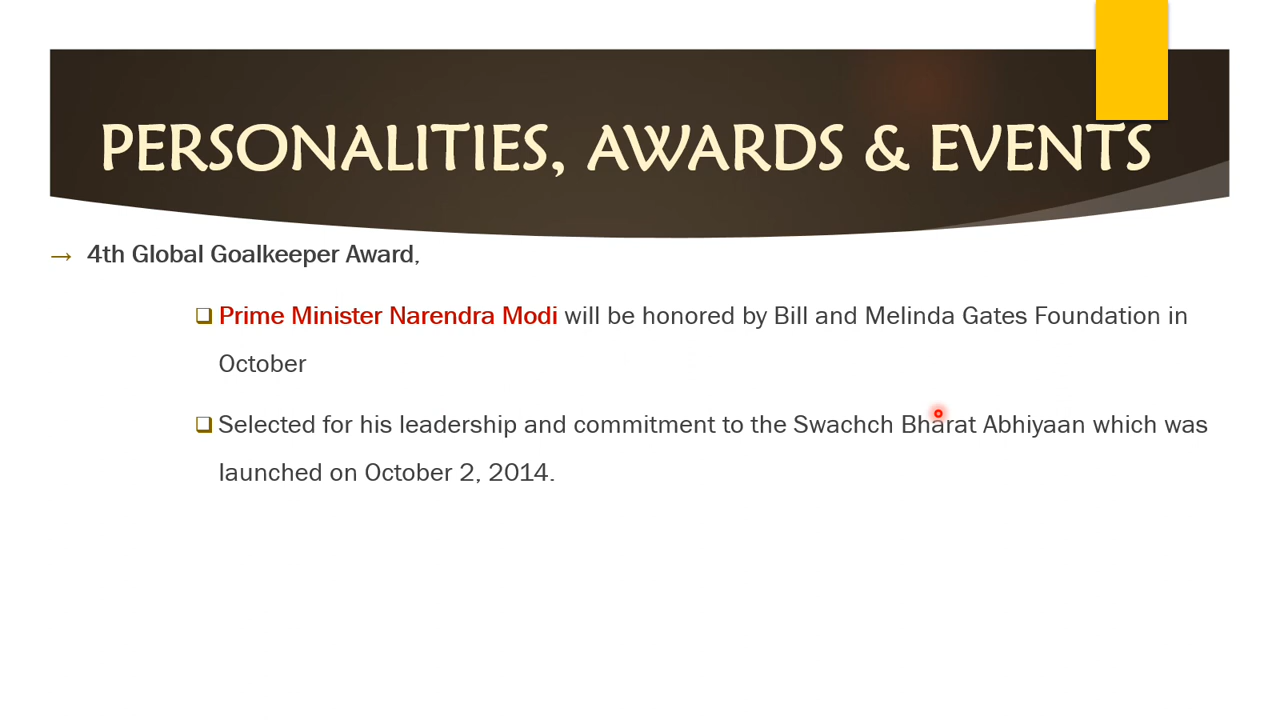 PERSONALITIES, AWARDS & EVENTS
→ 4th Global Goalkeeper Award,
❑ Prime Minister Narendra Modi will be honored by Bill and Melinda Gates Foundation in
October
❑ Selected for his leadership and commitment to the Swachch Bharat Abhiyaan which was
launched on October 2, 2014.